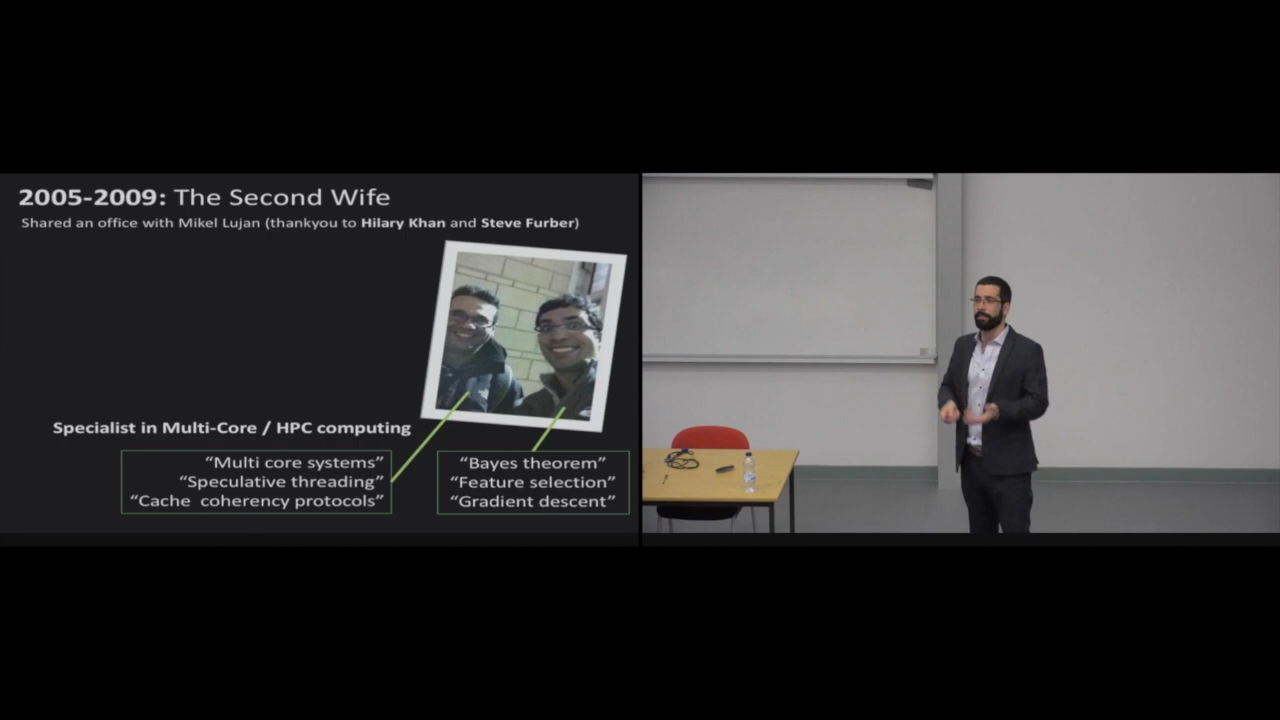 2005-2009: The Second Wife
Shared an office with Mikel Lujan (thankyou to Hilary Khan and Steve Furber)
Specialist in Multi-Core / HPC computing
“Multi core systems”
“Speculative threading”
“Cache coherency protocols”
“Bayes theorem”
“Feature selection”
“Gradient descent”